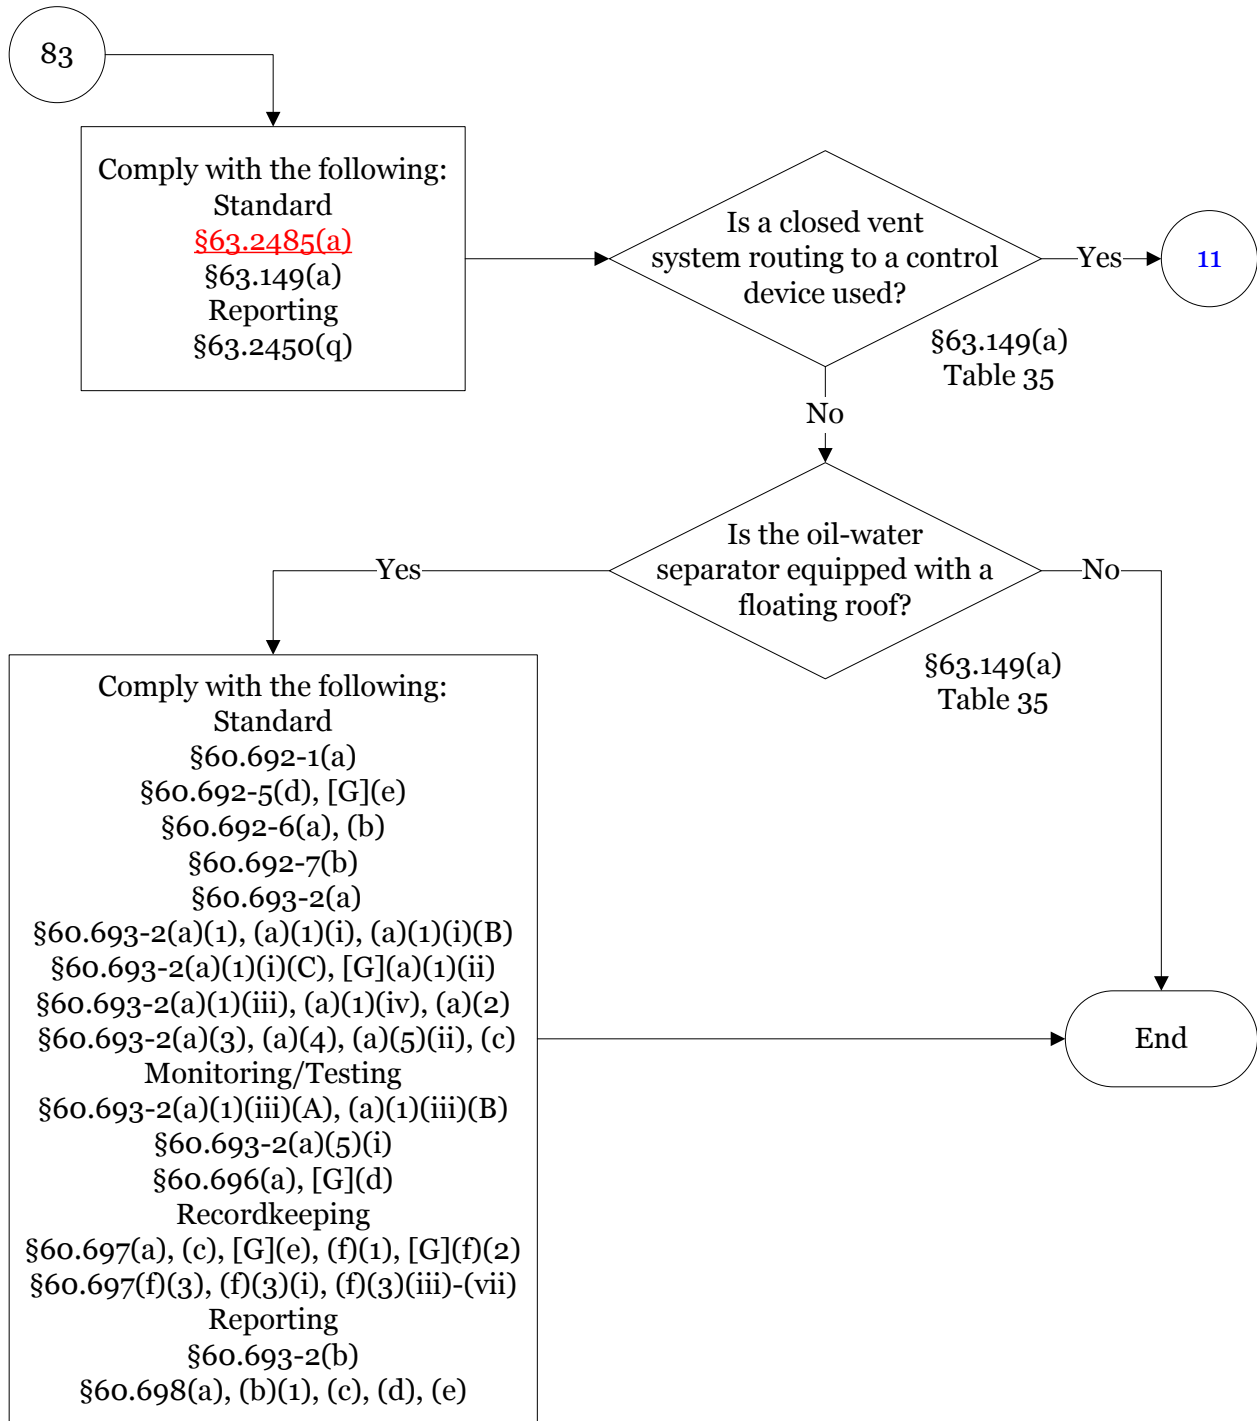 83
Comply with the following:
Standard
§63.2485(a)
§63.149(a)
Reporting
§63.2450(q)
Is a closed vent
system routing to a control
device used?
Yes
11
§63.149(a)
Table 35
No
Is the oil-water
separator equipped with a
floating roof?
Yes
No
§63.149(a)
Table 35
Comply with the following:
Standard
§60.692-1(a)
§60.692-5(d), [G](e)
§60.692-6(a), (b)
§60.692-7(b)
§60.693-2(a)
§60.693-2(a)(1), (a)(1)(i), (a)(1)(i)(B)
§60.693-2(a)(1)(i)(C), [G](a)(1)(ii)
§60.693-2(a)(1)(iii), (a)(1)(iv), (a)(2)
§60.693-2(a)(3), (a)(4), (a)(5)(ii), (c)
Monitoring/Testing
§60.693-2(a)(1)(iii)(A), (a)(1)(iii)(B)
§60.693-2(a)(5)(i)
§60.696(a), [G](d)
Recordkeeping
§60.697(a), (c), [G](e), (f)(1), [G](f)(2)
§60.697(f)(3), (f)(3)(i), (f)(3)(iii)-(vii)
Reporting
§60.693-2(b)
§60.698(a), (b)(1), (c), (d), (e)
End